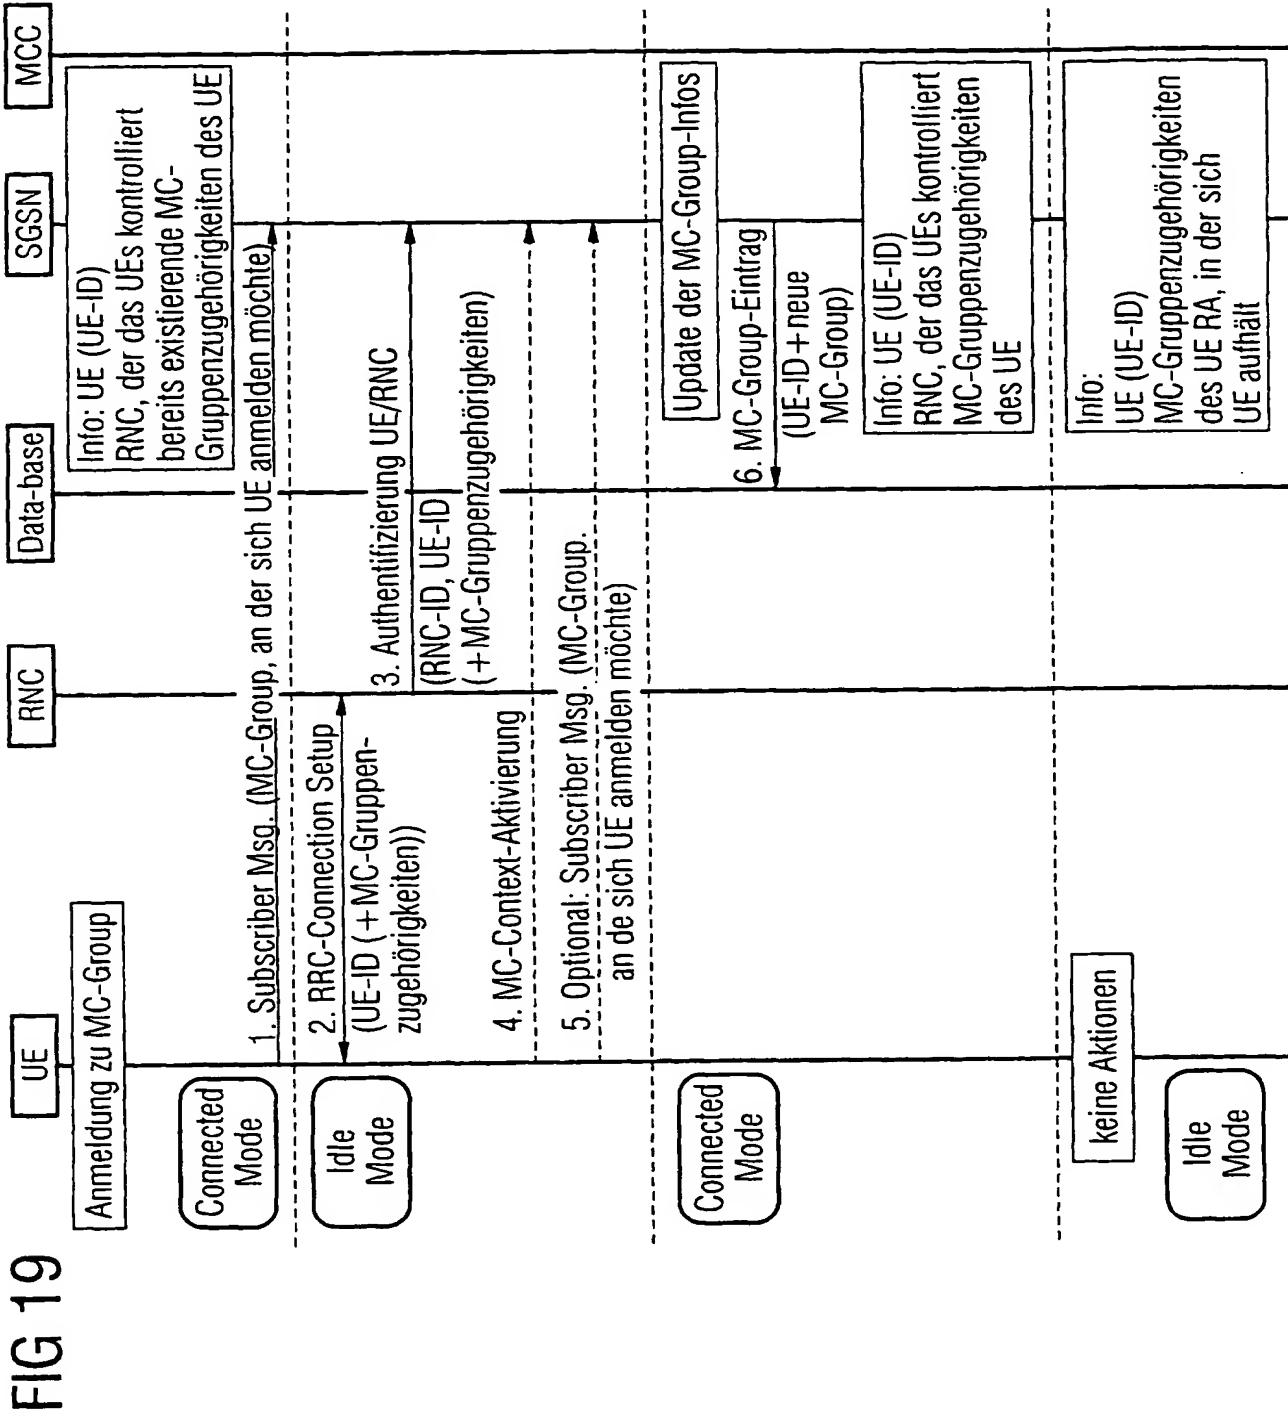 FIG 19
UE
RNC
Data-base
SGSN
MCC
Anmeldung zu MC-Group
Info: UE (UE-ID)
RNC, der das UEs kontrolliert
bereits existierende MC-
Gruppenzugehörigkeiten des UE
Connected
Mode
1. Subscriber Msg. (MC-Group, an der sich UE anmelden möchte)
Idle
Mode
2. RRC-Connection Setup
(UE-ID (+MC-Gruppen-
zugehörigkeiten))
3. Authentifizierung UE/RNC
(RNC-ID, UE-ID
(+MC-Gruppenzugehörigkeiten)
4. MC-Context-Aktivierung
5. Optional: Subscriber Msg. (MC-Group.
an de sich UE anmelden möchte)
Connected
Mode
Update der MC-Group-Infos
6. MC-Group-Eintrag
(UE-ID+neue
MC-Group)
Info: UE (UE-ID)
RNC, der das UEs kontrolliert
MC-Gruppenzugehörigkeiten
des UE
keine Aktionen
Idle
Mode
Info:
UE (UE-ID)
MC-Gruppenzugehörigkeiten
des UE RA, in der sich
UE aufhält